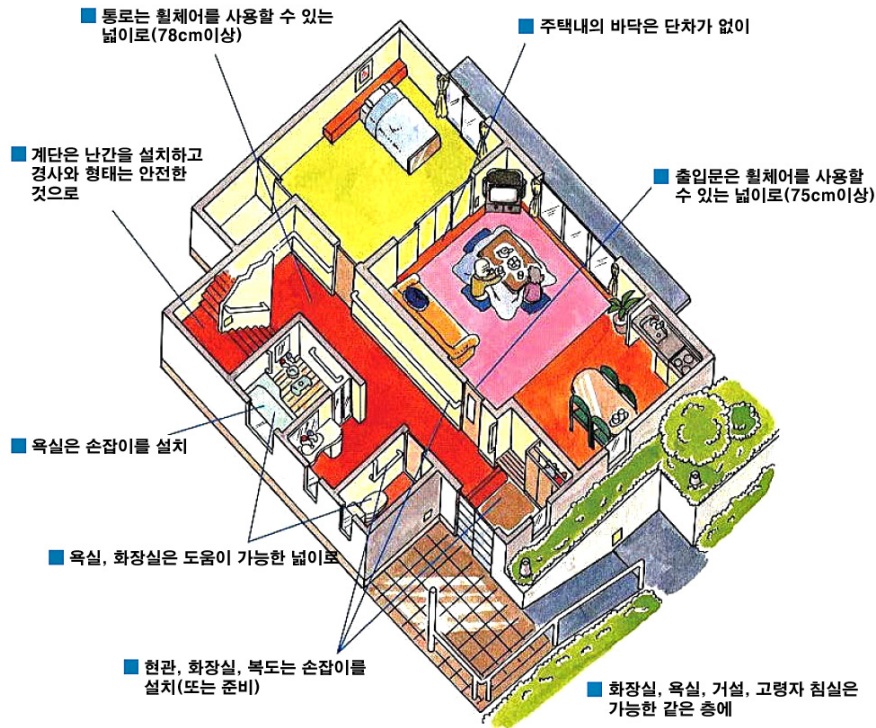 통로는 휠체어를 사용할 수 있는
넓이로(78cm이상)
주택내의 바닥은 단차가 없이
계단은 난간을 설치하고
경사와 형태는 안전한
것으로
출입문은 휠체어를 사용할
수 있는 넓이로(75cm이상)
욕실은 손잡이를 설치
욕실, 화장실은 도움이 가능한 넓이로
현관, 화장실, 복도는 손잡이를
설치(또는 준비)
화장실, 욕실, 거설, 고령자 침실은
가능한 같은 층에